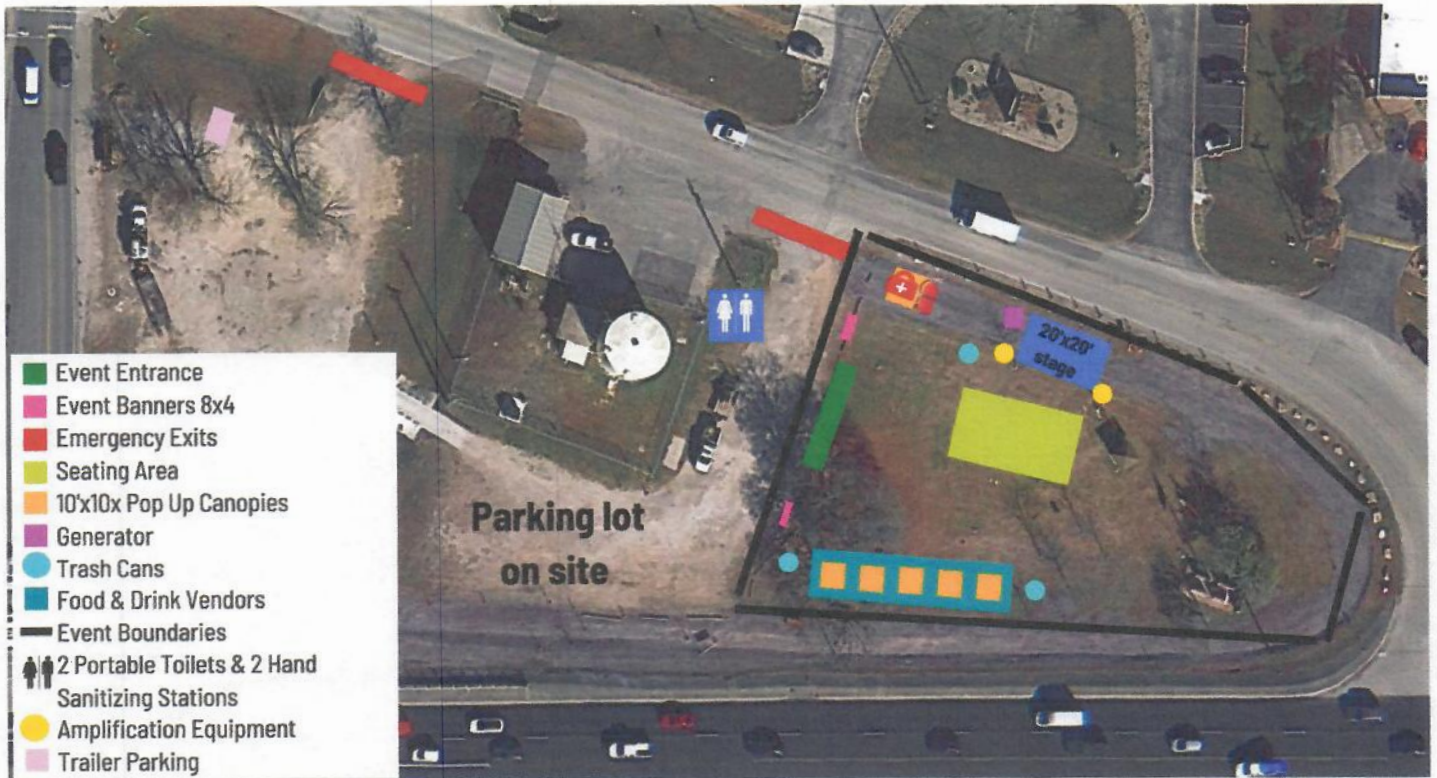 20'x20'
stage
Parking lot
on site
Event Entrance
Event Banners 8x4
Emergency Exits
Seating Area
10'x10x Pop Up Canopies
Generator
Trash Cans
Food & Drink Vendors
Event Boundaries
2 Portable Toilets & 2 Hand
Sanitizing Stations
Amplification Equipment
Trailer Parking